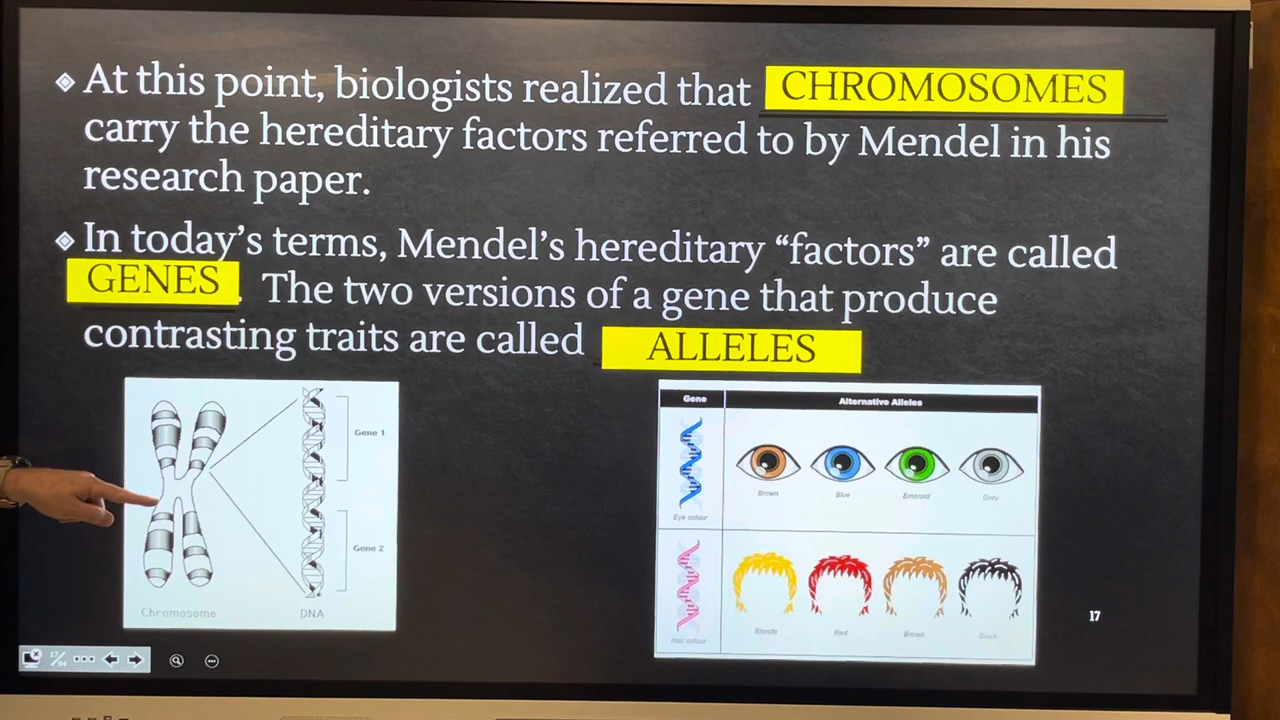 At this point, biologists realized that CHROMOSOMES
carry the hereditary factors referred to by Mendel in his
research paper.
In today's terms, Mendel's hereditary “factors” are called
GENES. The two versions of a gene that produce
contrasting traits are called ALLELES
Gene 1
Gene 2
Chromosome DNA
Gene Alternative Alleles
Brown Blue Emerald Grey
Eye colour
Blonde Red Brown Black
Hair colour
17
17/94